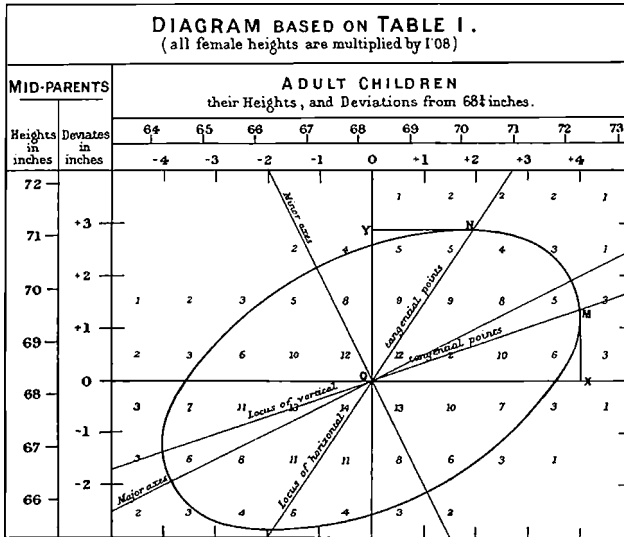 DIAGRAM BASED ON TABLE I.
(all female heights are multiplied by 1'08)
MID-PARENTS
ADULT CHILDREN
their Heights, and Deviations from 68¼ inches.
Heights in inches
Deviates in inches
64 65 66 67 68 69 70 71 72 73
-4 -3 -2 -1 0 +1 +2 +3 +4
72
1 2 2 2 1
Minor axes
+3
Y N
71
2 4 5 5 4 3 1
+2
70
1 2 3 5 8 9 9 8 5 3
tangential points
M
+1
tangential points
69
2 3 6 10 12 12 2 10 6 3
O
0
X
68
2 7 11 13 14 13 10 7 3 1
Locus of vertical
-1
67
3 6 8 11 11 8 6 3 1
Major axes
Locus of horizontal
-2
66
2 3 4 5 4 3 2